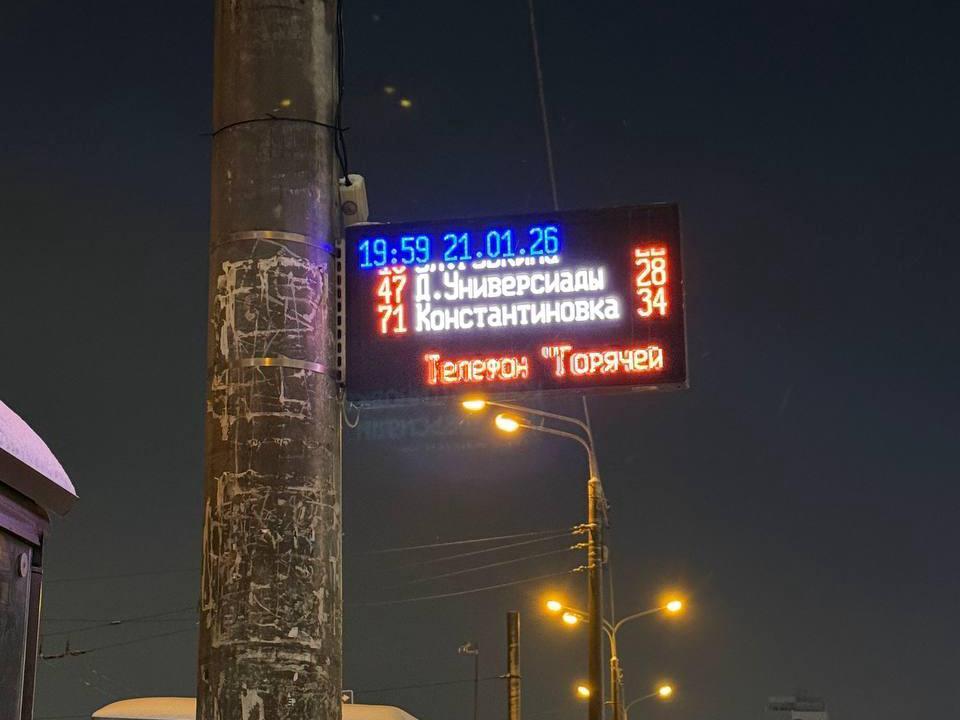 19:59 21.01.26
47 Д.Универсиады 28
71 Константиновка 34
Телефон "Горячей